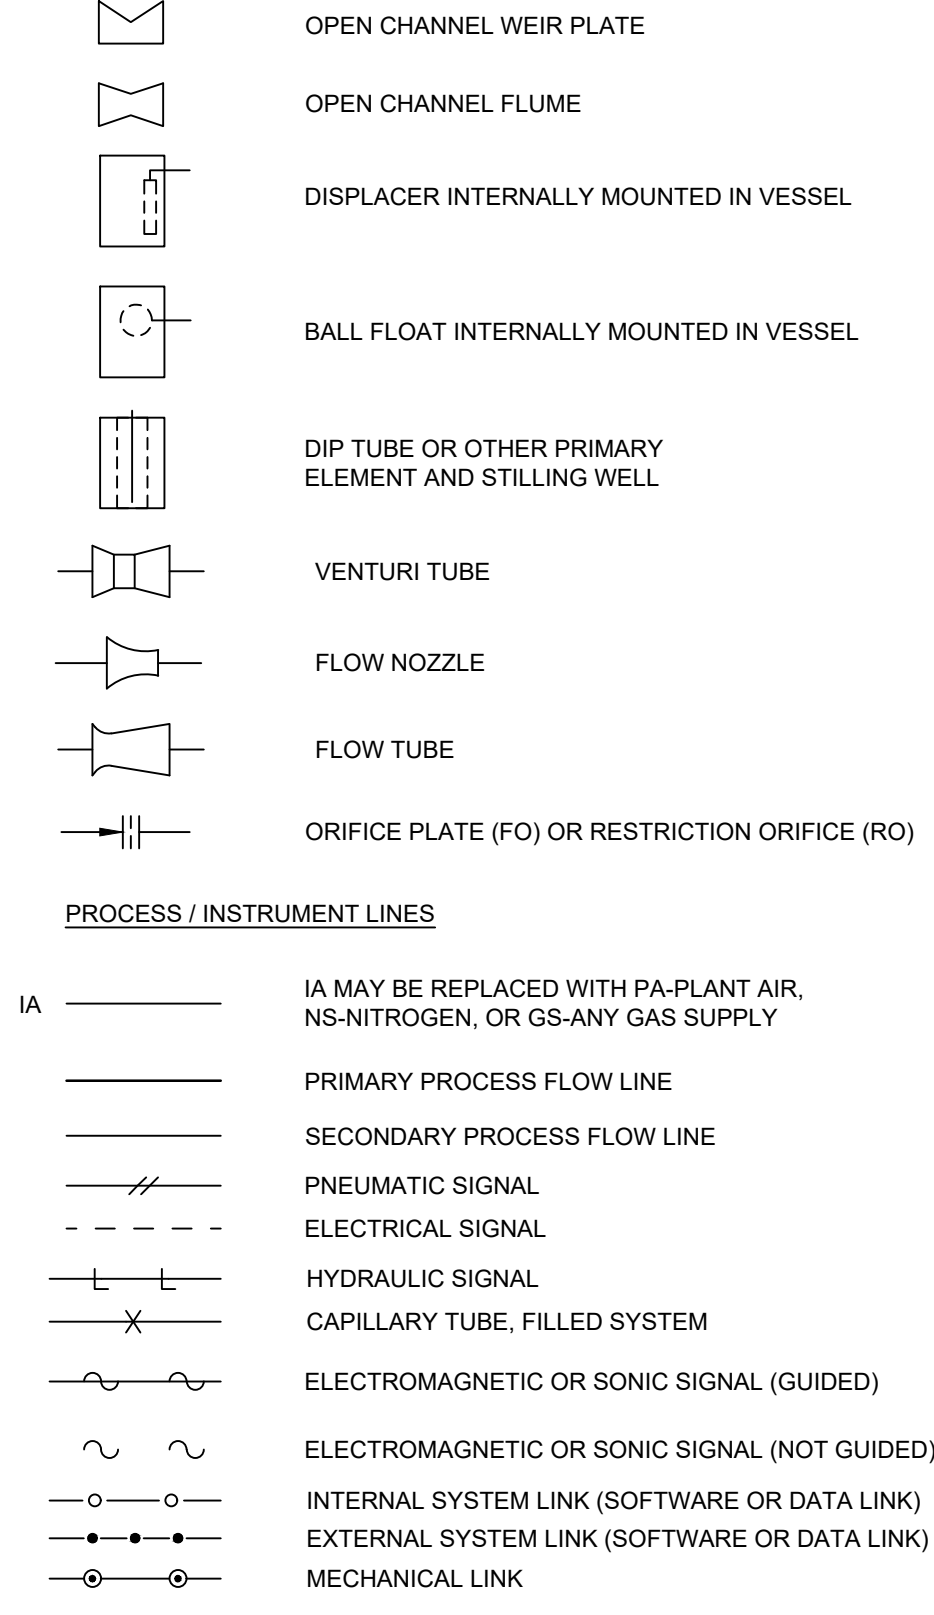 OPEN CHANNEL WEIR PLATE
OPEN CHANNEL FLUME
DISPLACER INTERNALLY MOUNTED IN VESSEL
BALL FLOAT INTERNALLY MOUNTED IN VESSEL
DIP TUBE OR OTHER PRIMARY
ELEMENT AND STILLING WELL
VENTURI TUBE
FLOW NOZZLE
FLOW TUBE
ORIFICE PLATE (FO) OR RESTRICTION ORIFICE (RO)
PROCESS / INSTRUMENT LINES
IA
IA MAY BE REPLACED WITH PA-PLANT AIR,
NS-NITROGEN, OR GS-ANY GAS SUPPLY
PRIMARY PROCESS FLOW LINE
SECONDARY PROCESS FLOW LINE
PNEUMATIC SIGNAL
ELECTRICAL SIGNAL
HYDRAULIC SIGNAL
CAPILLARY TUBE, FILLED SYSTEM
ELECTROMAGNETIC OR SONIC SIGNAL (GUIDED)
ELECTROMAGNETIC OR SONIC SIGNAL (NOT GUIDED)
INTERNAL SYSTEM LINK (SOFTWARE OR DATA LINK)
EXTERNAL SYSTEM LINK (SOFTWARE OR DATA LINK)
MECHANICAL LINK